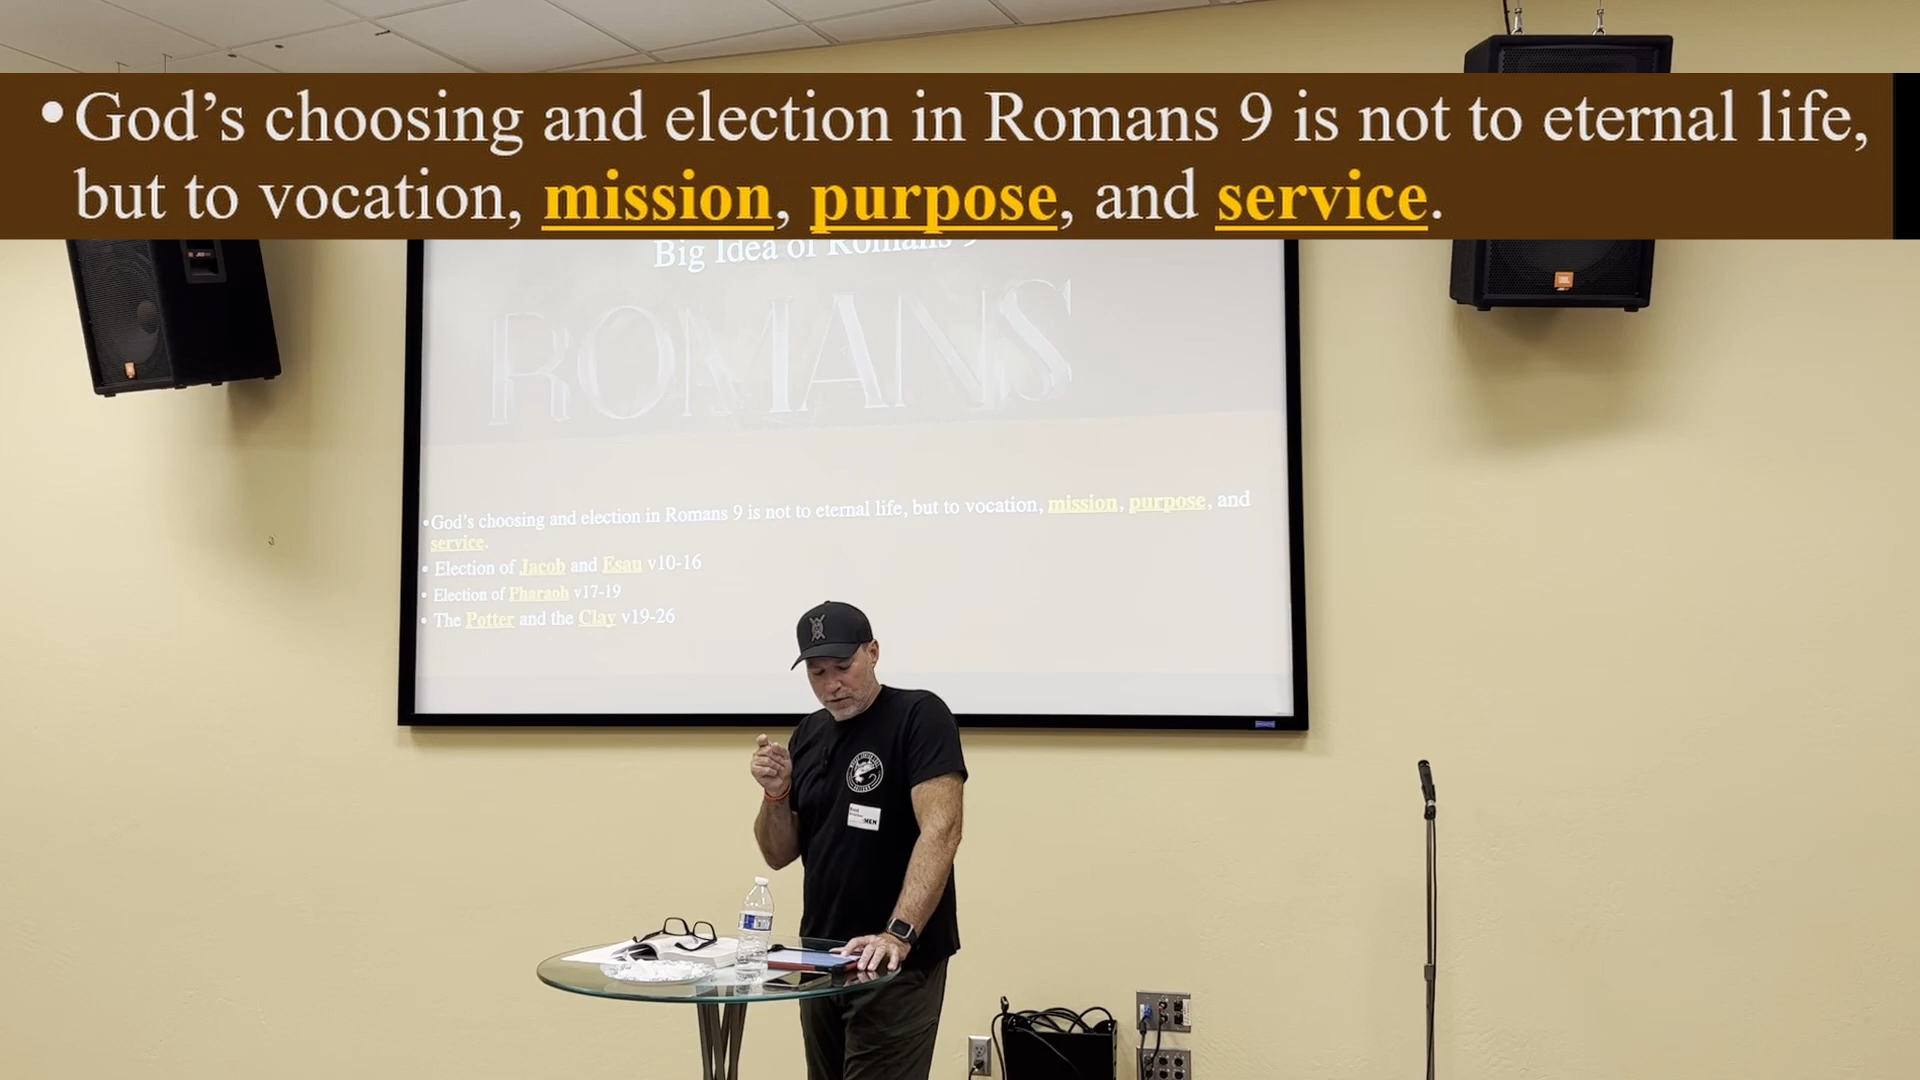 •God’s choosing and election in Romans 9 is not to eternal life,
but to vocation, mission, purpose, and service.
Big Idea of Romans 9
ROMANS
•God’s choosing and election in Romans 9 is not to eternal life, but to vocation, mission, purpose, and
service.
• Election of Jacob and Esau v10-16
• Election of Pharaoh v17-19
• The Potter and the Clay v19-26
MEN